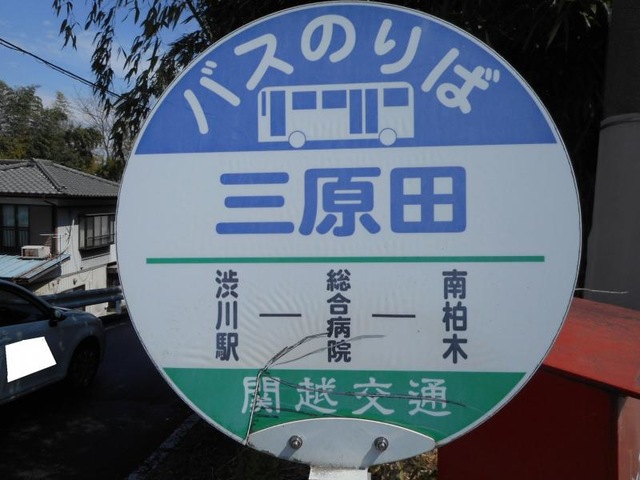 バスのりば
三原田
渋川駅 ― 総合病院 ― 南柏木
関越交通